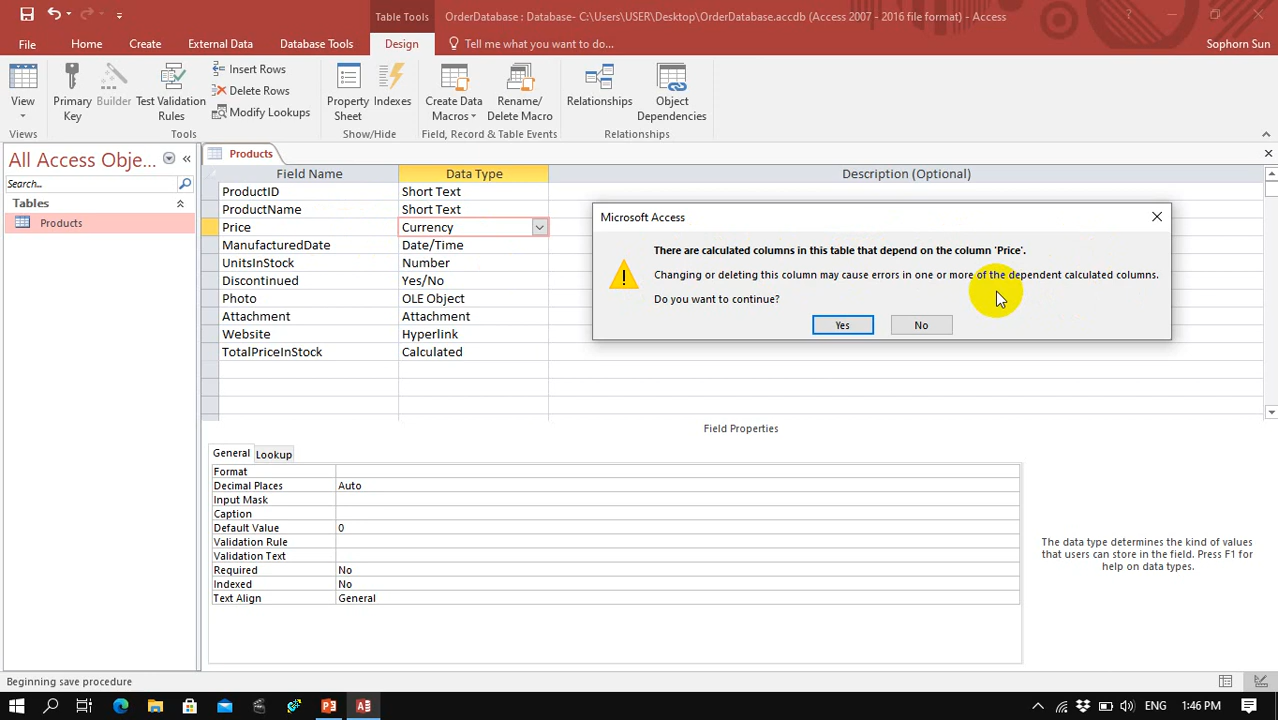 Table Tools
OrderDatabase : Database- C:\Users\USER\Desktop\OrderDatabase.accdb (Access 2007 - 2016 file format) - Access
?
File
Home
Create
External Data
Database Tools
Design
Tell me what you want to do...
Sophorn Sun
View
Primary
Key
Builder
Test Validation
Rules
Insert Rows
Delete Rows
Modify Lookups
Property
Sheet
Indexes
Create Data
Macros
Rename/
Delete Macro
Relationships
Object
Dependencies
Views
Tools
Show/Hide
Field, Record & Table Events
Relationships
All Access Obje...
Search...
Tables
Products
Products
Field Name
Data Type
Description (Optional)
ProductID
Short Text
ProductName
Short Text
Price
Currency
ManufacturedDate
Date/Time
UnitsInStock
Number
Discontinued
Yes/No
Photo
OLE Object
Attachment
Attachment
Website
Hyperlink
TotalPriceInStock
Calculated
Microsoft Access
There are calculated columns in this table that depend on the column 'Price'.
Changing or deleting this column may cause errors in one or more of the dependent calculated columns.
Do you want to continue?
Yes
No
Field Properties
General
Lookup
Format
Decimal Places
Auto
Input Mask
Caption
Default Value
0
Validation Rule
Validation Text
Required
No
Indexed
No
Text Align
General
The data type determines the kind of values
that users can store in the field. Press F1 for
help on data types.
Beginning save procedure
ENG
1:46 PM